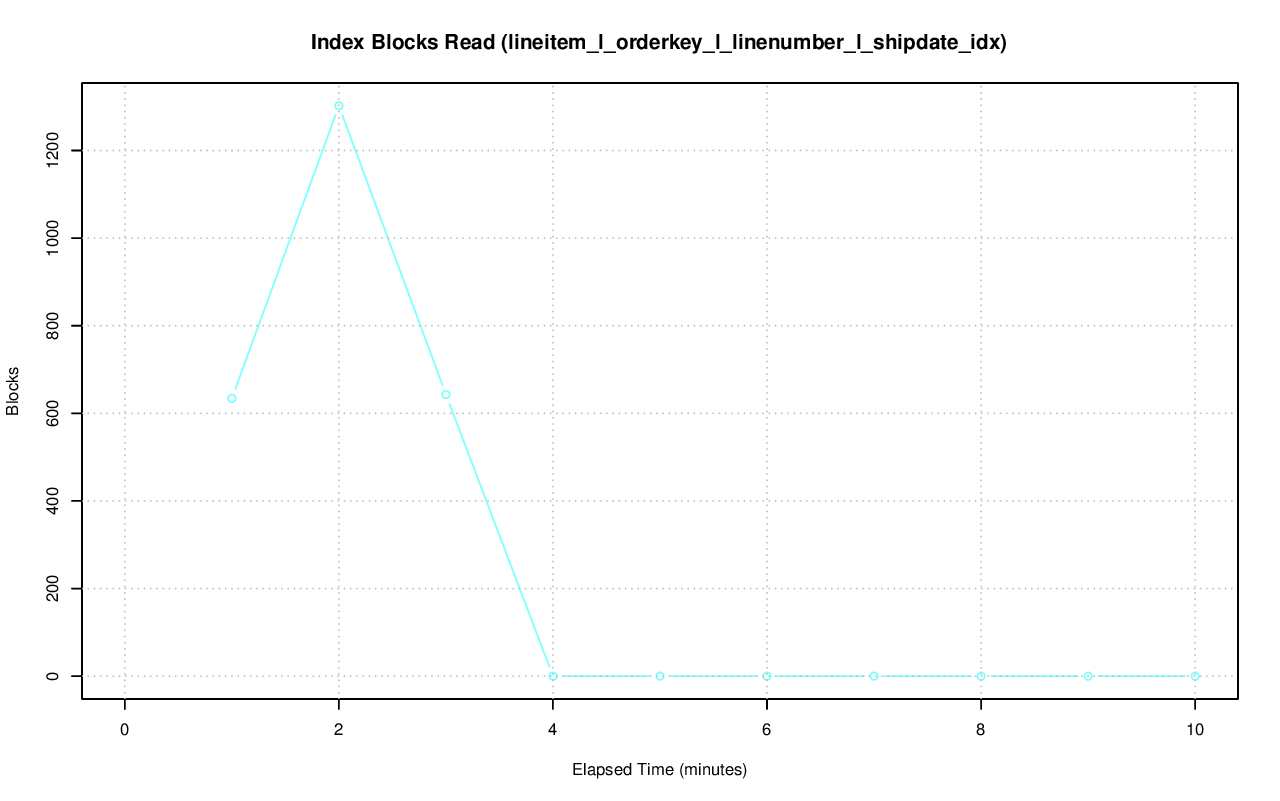 Index Blocks Read (lineitem_l_orderkey_l_linenumber_l_shipdate_idx)
Blocks
1200
1000
800
600
400
200
0
0 2 4 6 8 10
Elapsed Time (minutes)